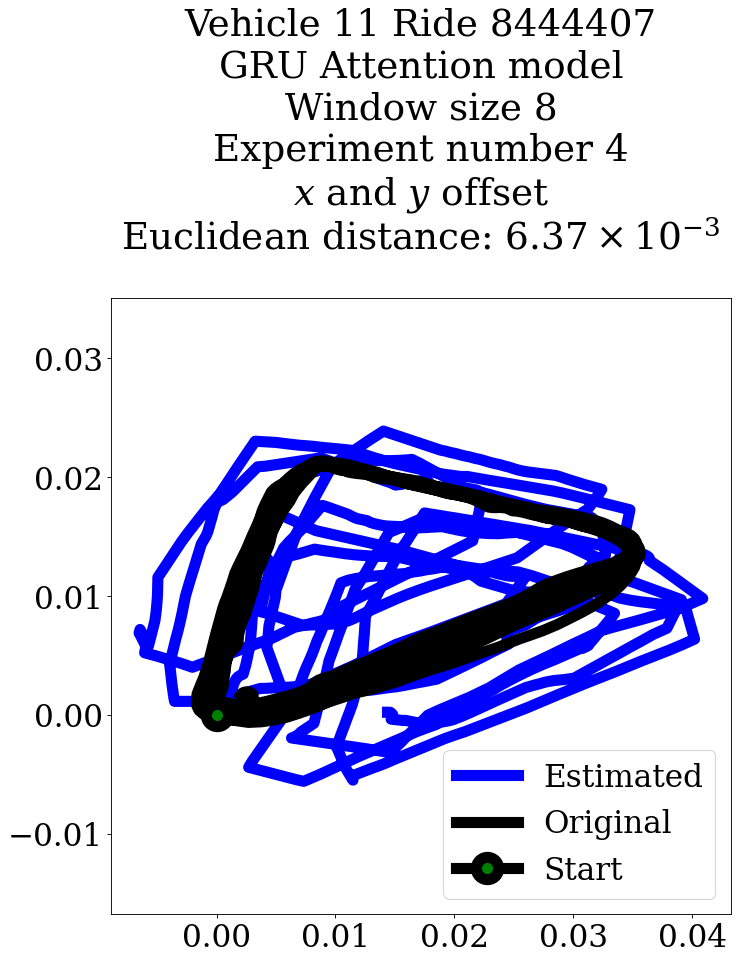 Vehicle 11 Ride 8444407
GRU Attention model
Window size 8
Experiment number 4
x and y offset
Euclidean distance: 6.37 × 10⁻³
0.03
0.02
0.01
0.00
−0.01
Estimated
Original
Start
0.00 0.01 0.02 0.03 0.04